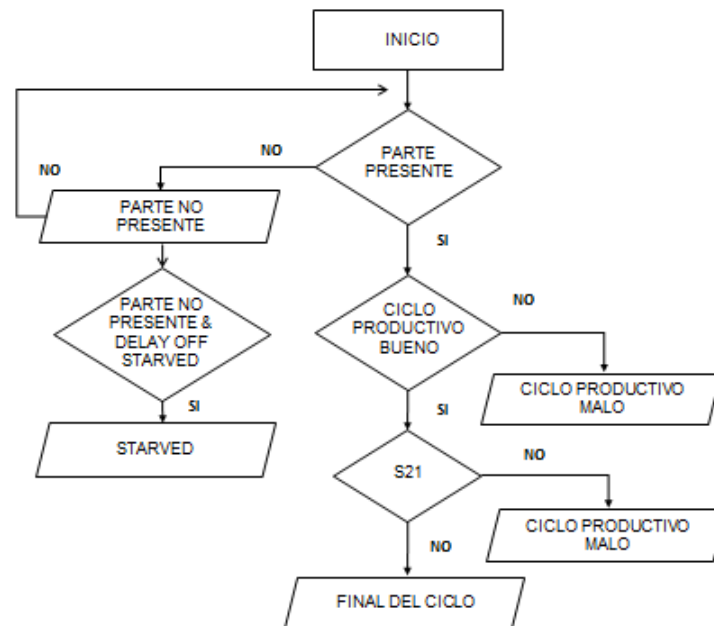 INICIO
NO
PARTE
PRESENTE
NO
PARTE NO
PRESENTE
SI
PARTE NO
PRESENTE &
DELAY OFF
STARVED
CICLO
PRODUCTIVO
BUENO
NO
CICLO PRODUCTIVO
MALO
SI
SI
STARVED
S21
NO
CICLO PRODUCTIVO
MALO
NO
FINAL DEL CICLO